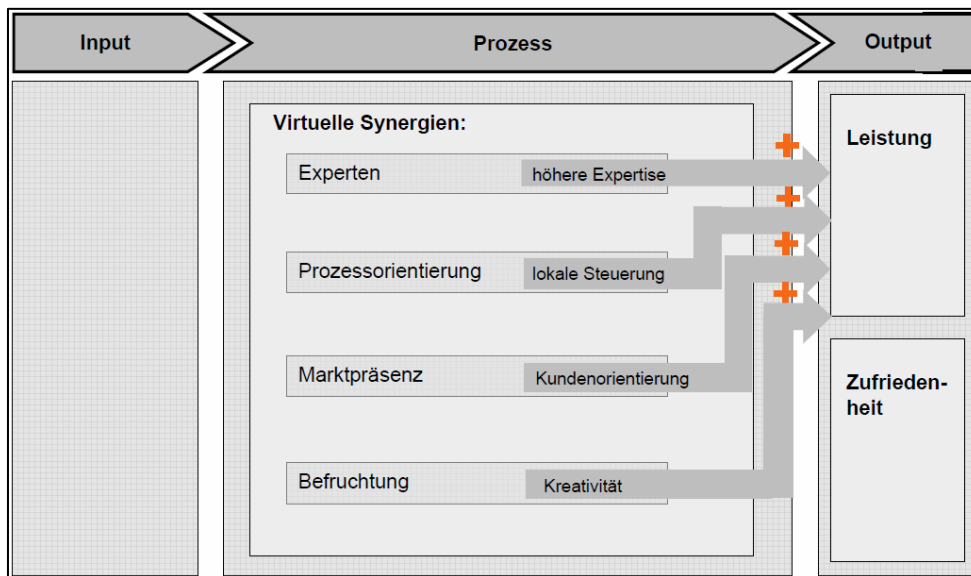 Input
Prozess
Output
Virtuelle Synergien:
Experten
höhere Expertise
Prozessorientierung
lokale Steuerung
Marktpräsenz
Kundenorientierung
Befruchtung
Kreativität
Leistung
Zufrieden-
heit